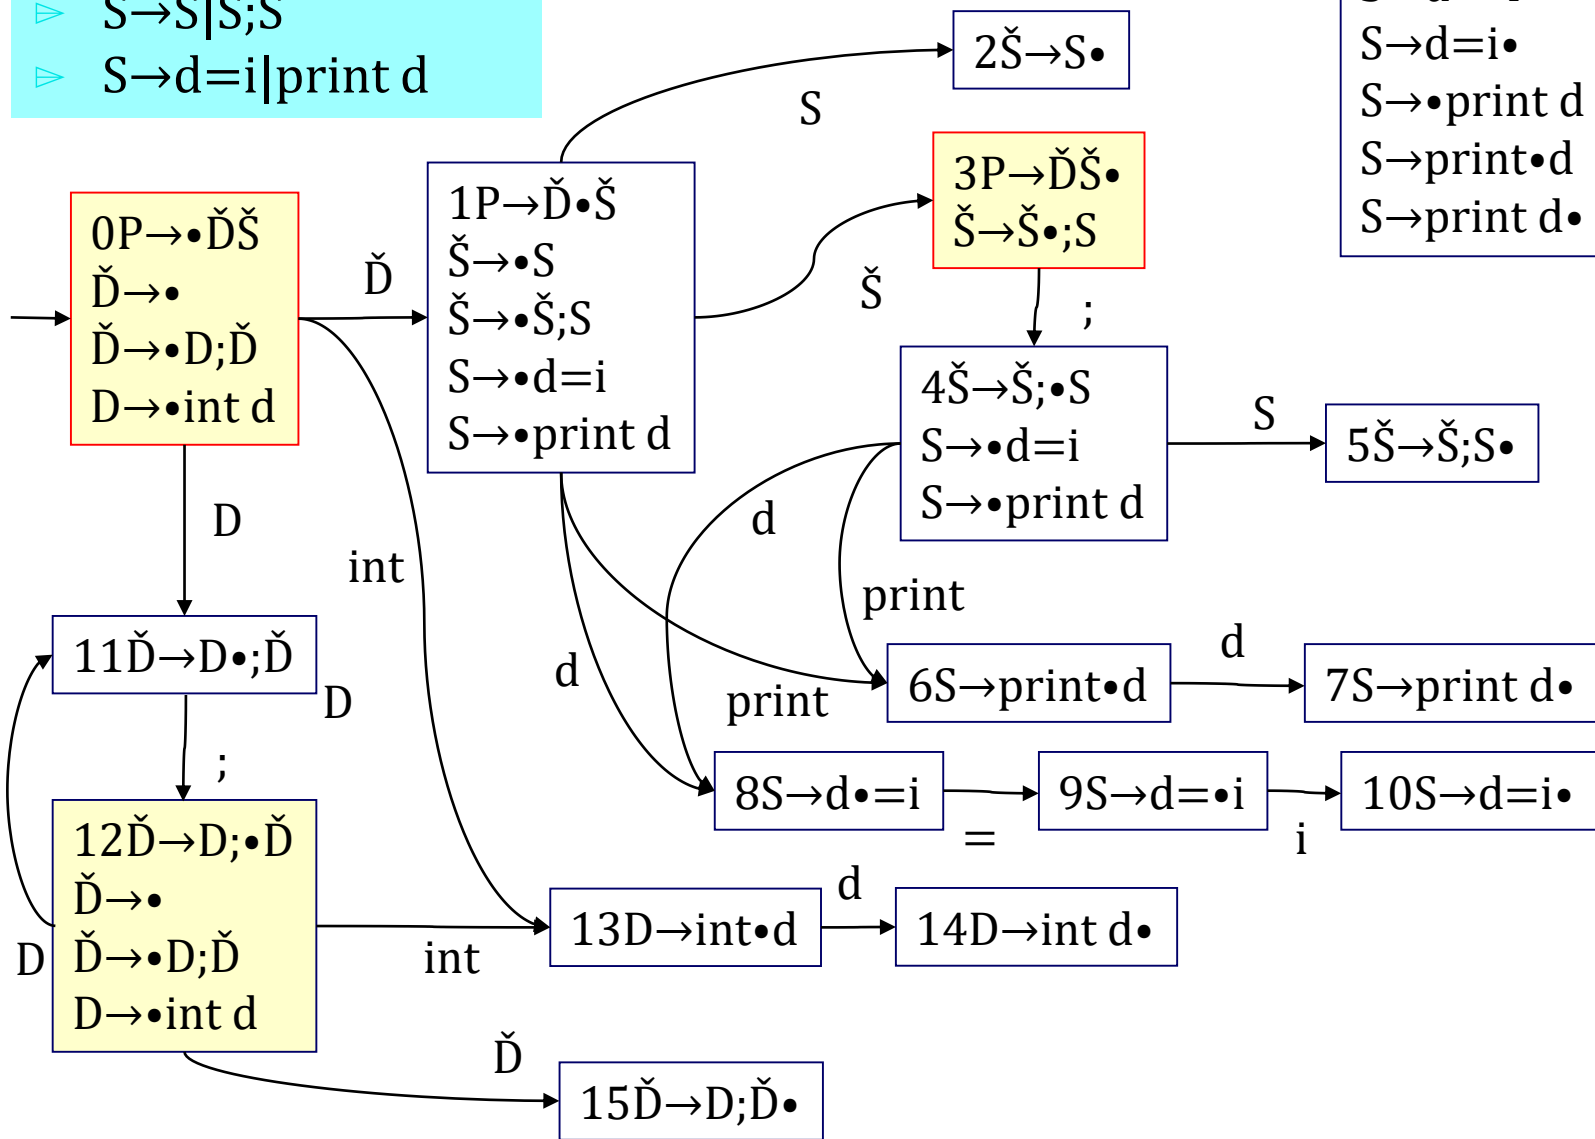 S→S|S;S
S→d=i|print d
S→d=i•
S→•print d
S→print•d
S→print d•
2Š→S•
S
3P→ĎŠ•
Š→Š•;S
1P→Ď•Š
Š→•S
Š→•Š;S
S→•d=i
S→•print d
0P→•ĎŠ
Ď→•
Ď→•D;Ď
D→•int d
Ď
Š
;
4Š→Š;•S
S→•d=i
S→•print d
S
5Š→Š;S•
D
int
d
print
11Ď→D•;Ď
D
d
print
6S→print•d
d
7S→print d•
;
8S→d•=i
=
9S→d=•i
i
10S→d=i•
12Ď→D;•Ď
Ď→•
Ď→•D;Ď
D→•int d
D
int
13D→int•d
d
14D→int d•
Ď
15Ď→D;Ď•